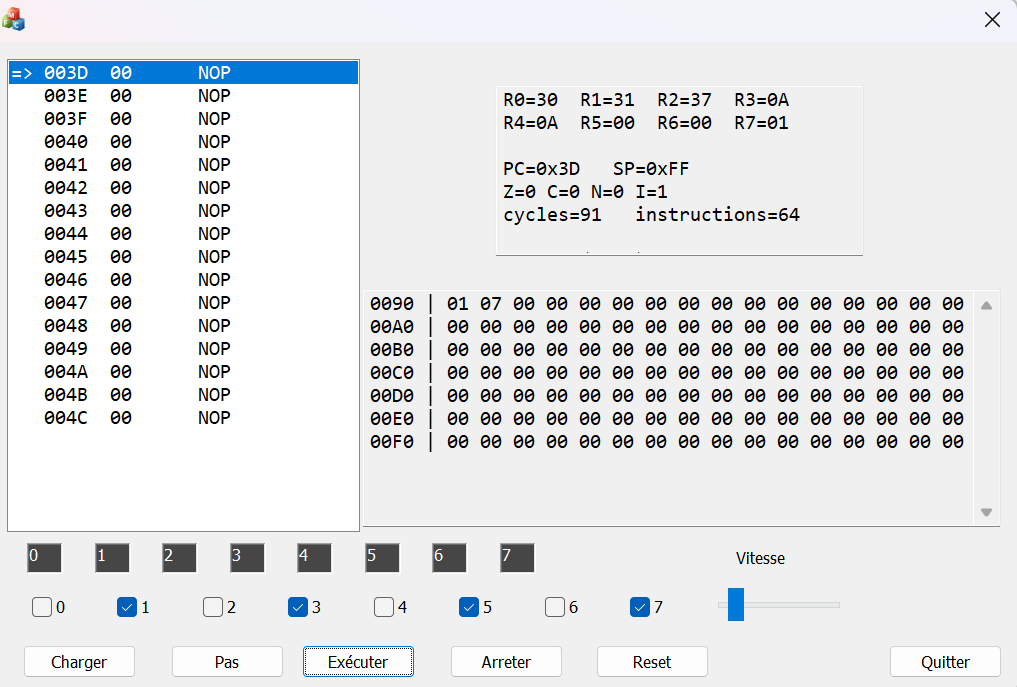 => 003D 00 NOP
003E 00 NOP
003F 00 NOP
0040 00 NOP
0041 00 NOP
0042 00 NOP
0043 00 NOP
0044 00 NOP
0045 00 NOP
0046 00 NOP
0047 00 NOP
0048 00 NOP
0049 00 NOP
004A 00 NOP
004B 00 NOP
004C 00 NOP
R0=30 R1=31 R2=37 R3=0A
R4=0A R5=00 R6=00 R7=01
PC=0x3D SP=0xFF
Z=0 C=0 N=0 I=1
cycles=91 instructions=64
0090 | 01 07 00 00 00 00 00 00 00 00 00 00 00 00 00 00
00A0 | 00 00 00 00 00 00 00 00 00 00 00 00 00 00 00 00
00B0 | 00 00 00 00 00 00 00 00 00 00 00 00 00 00 00 00
00C0 | 00 00 00 00 00 00 00 00 00 00 00 00 00 00 00 00
00D0 | 00 00 00 00 00 00 00 00 00 00 00 00 00 00 00 00
00E0 | 00 00 00 00 00 00 00 00 00 00 00 00 00 00 00 00
00F0 | 00 00 00 00 00 00 00 00 00 00 00 00 00 00 00 00
0 1 2 3 4 5 6 7
Vitesse
0 1 2 3 4 5 6 7
Charger Pas Exécuter Arreter Reset Quitter